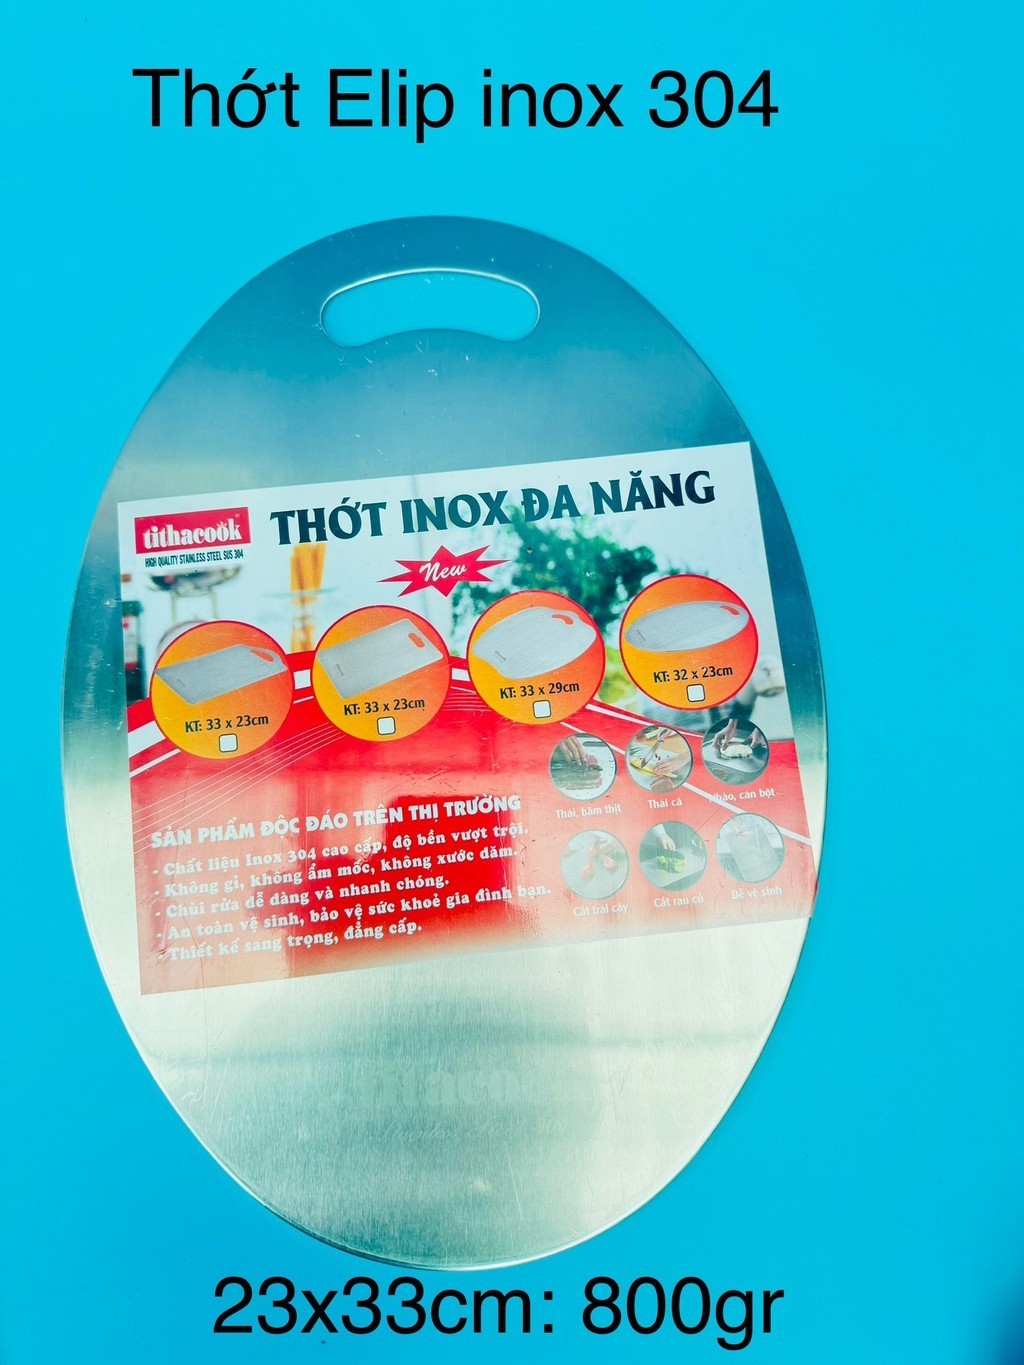 Thớt Elip inox 304
tithacook
HIGH QUALITY STAINLESS STEEL SUS 304
THỚT INOX ĐA NĂNG
New
KT: 33 x 23cm
KT: 33 x 23cm
KT: 33 x 29cm
KT: 32 x 23cm
Thái, băm thịt
Thái cá
Nhào, cán bột
Cắt trái cây
Cắt rau củ
Dễ vệ sinh
SẢN PHẨM ĐỘC ĐÁO TRÊN THỊ TRƯỜNG
- Chất liệu Inox 304 cao cấp, độ bền vượt trội.
- Không gỉ, không ẩm mốc, không xước dăm.
- Chùi rửa dễ dàng và nhanh chóng.
- An toàn vệ sinh, bảo vệ sức khoẻ gia đình bạn.
- Thiết kế sang trọng, đẳng cấp.
23x33cm: 800gr